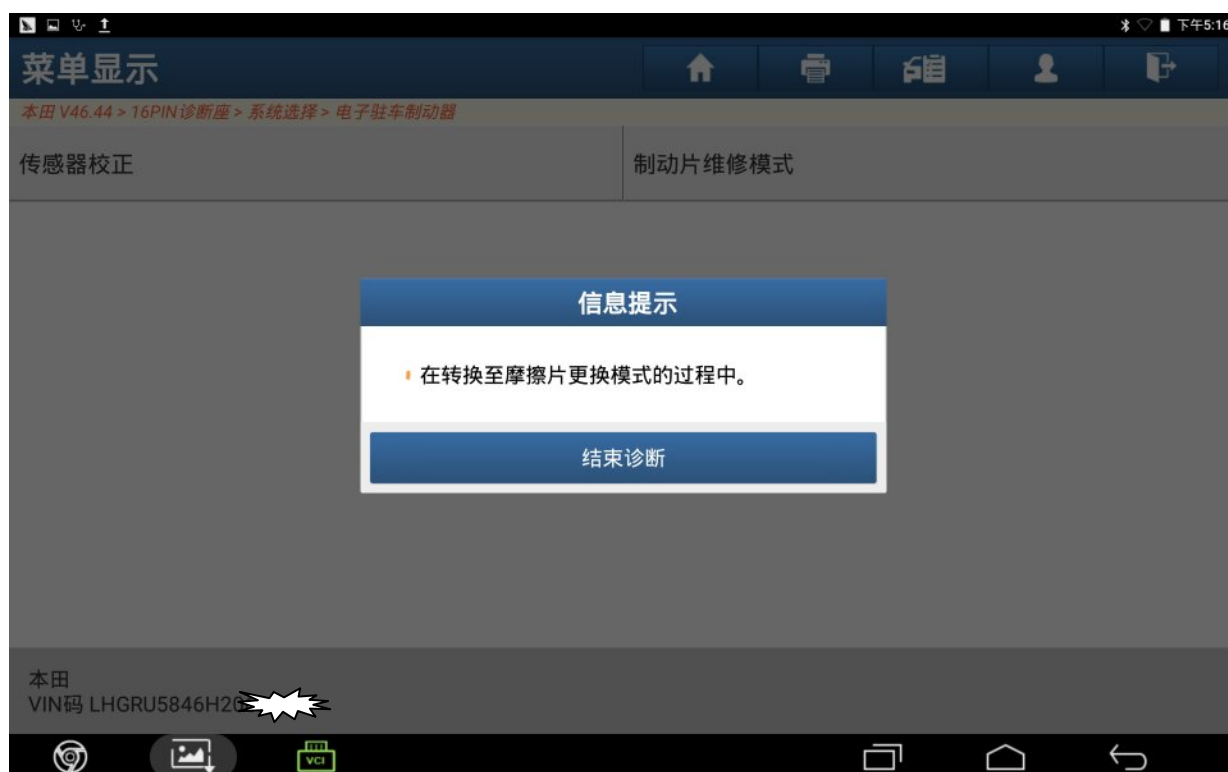 下午5:16
菜单显示
本田 V46.44 > 16PIN诊断座 > 系统选择 > 电子驻车制动器
传感器校正
制动片维修模式
信息提示
在转换至摩擦片更换模式的过程中。
结束诊断
本田
VIN码 LHGRU5846H20
VCI